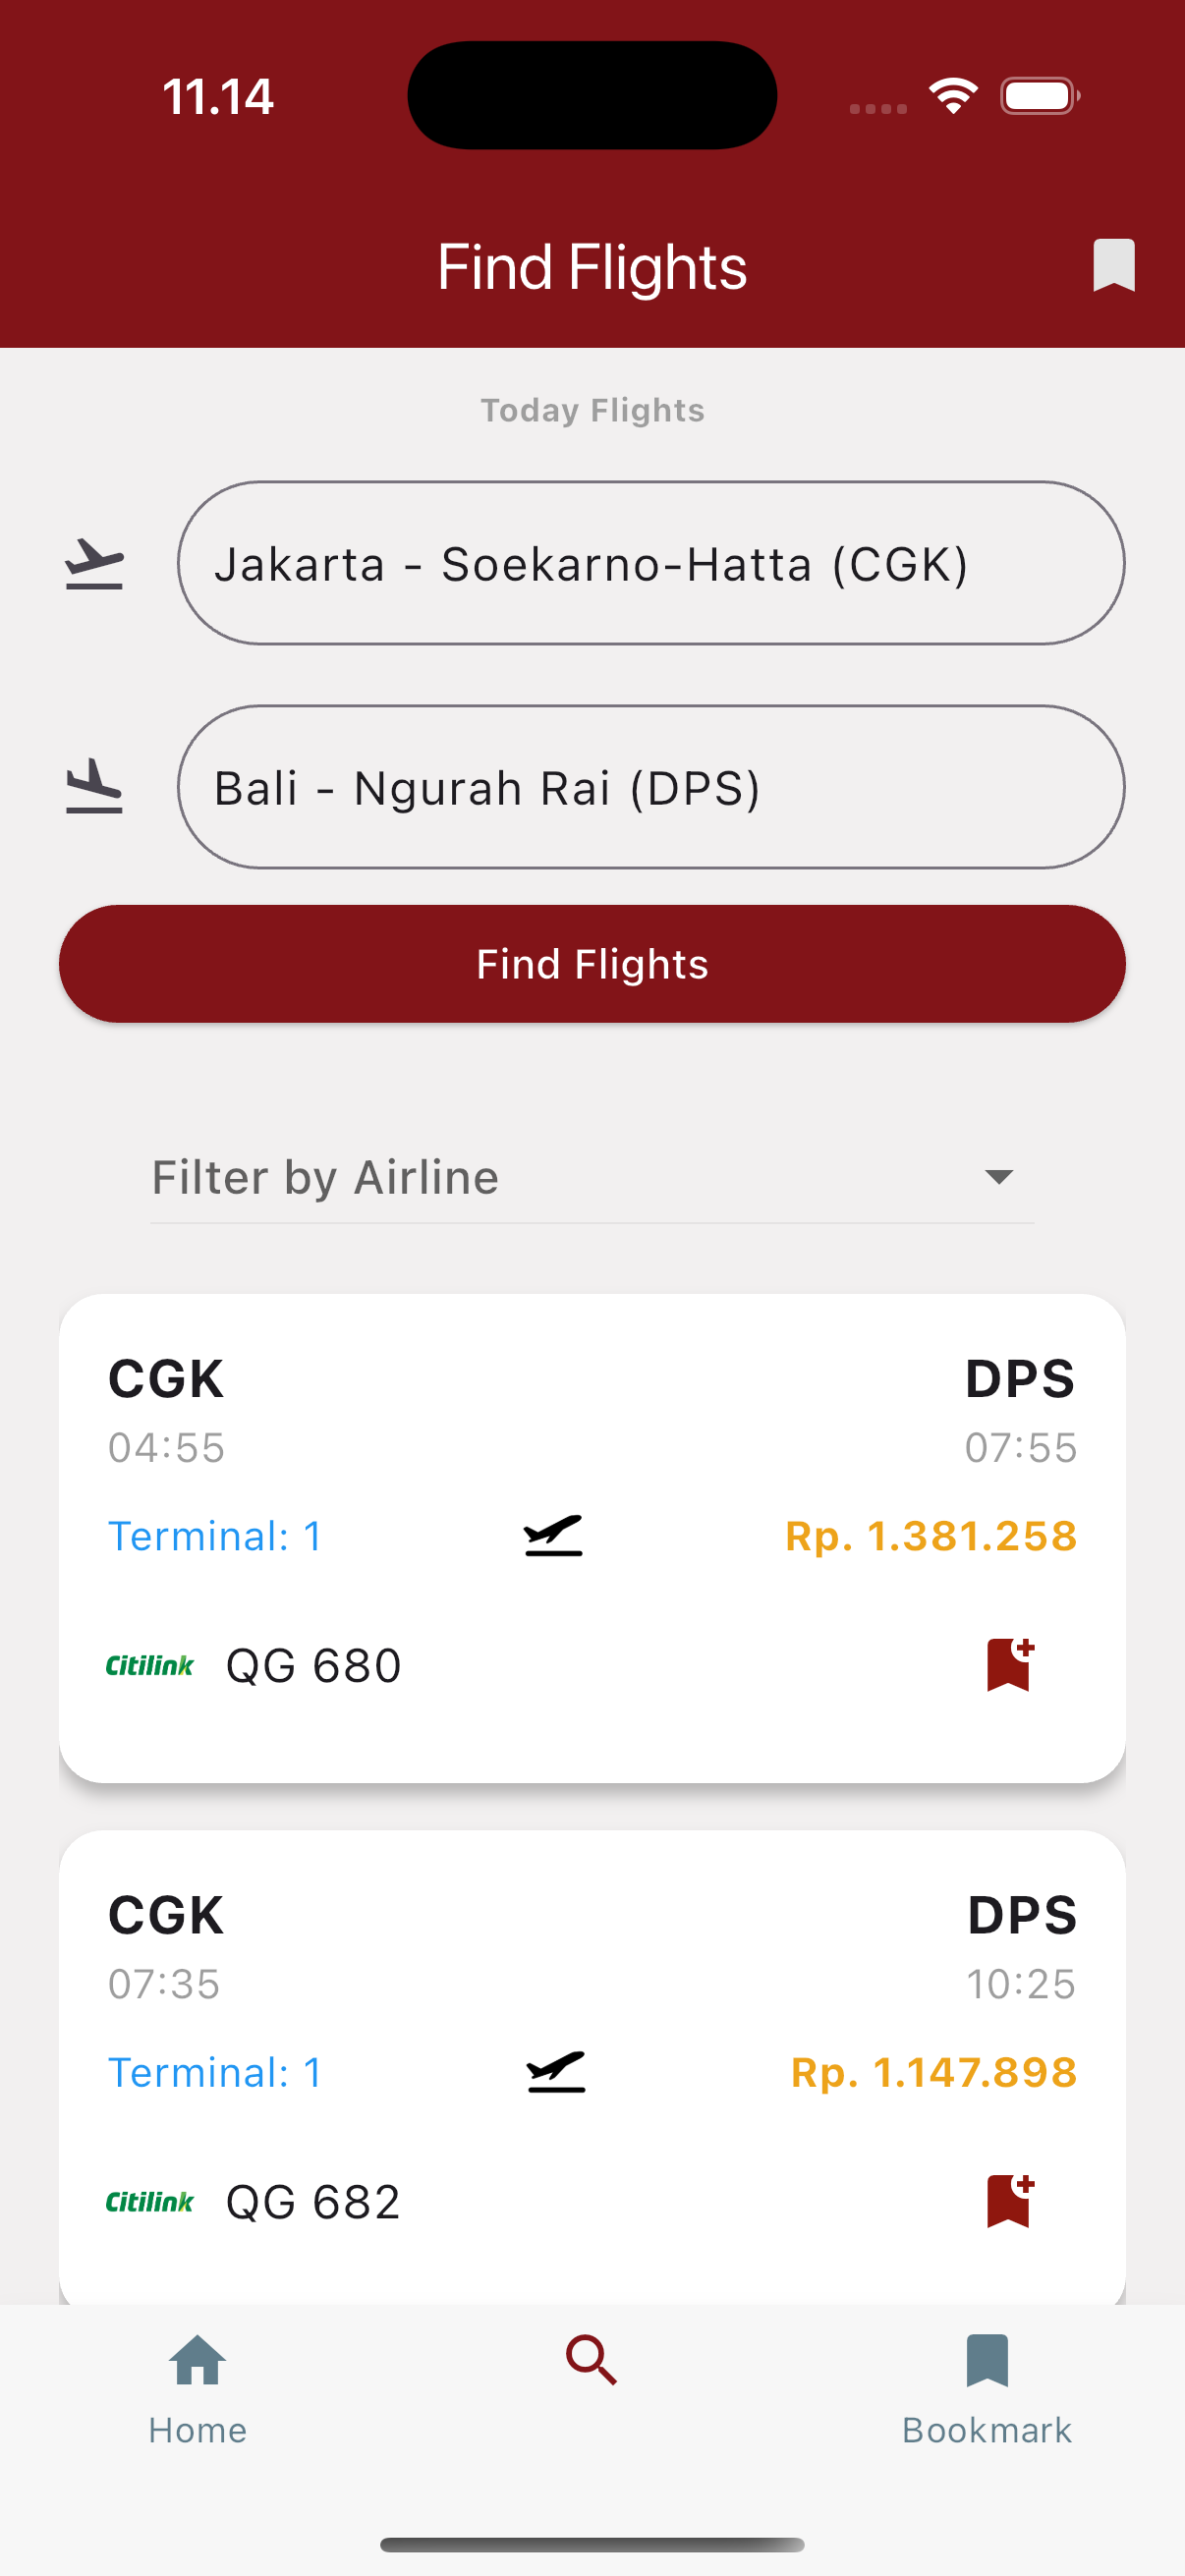 11.14
Find Flights
Today Flights
Jakarta - Soekarno-Hatta (CGK)
Bali - Ngurah Rai (DPS)
Find Flights
Filter by Airline
CGK DPS
04:55 07:55
Terminal: 1 Rp. 1.381.258
Citilink QG 680
CGK DPS
07:35 10:25
Terminal: 1 Rp. 1.147.898
Citilink QG 682
Home Bookmark